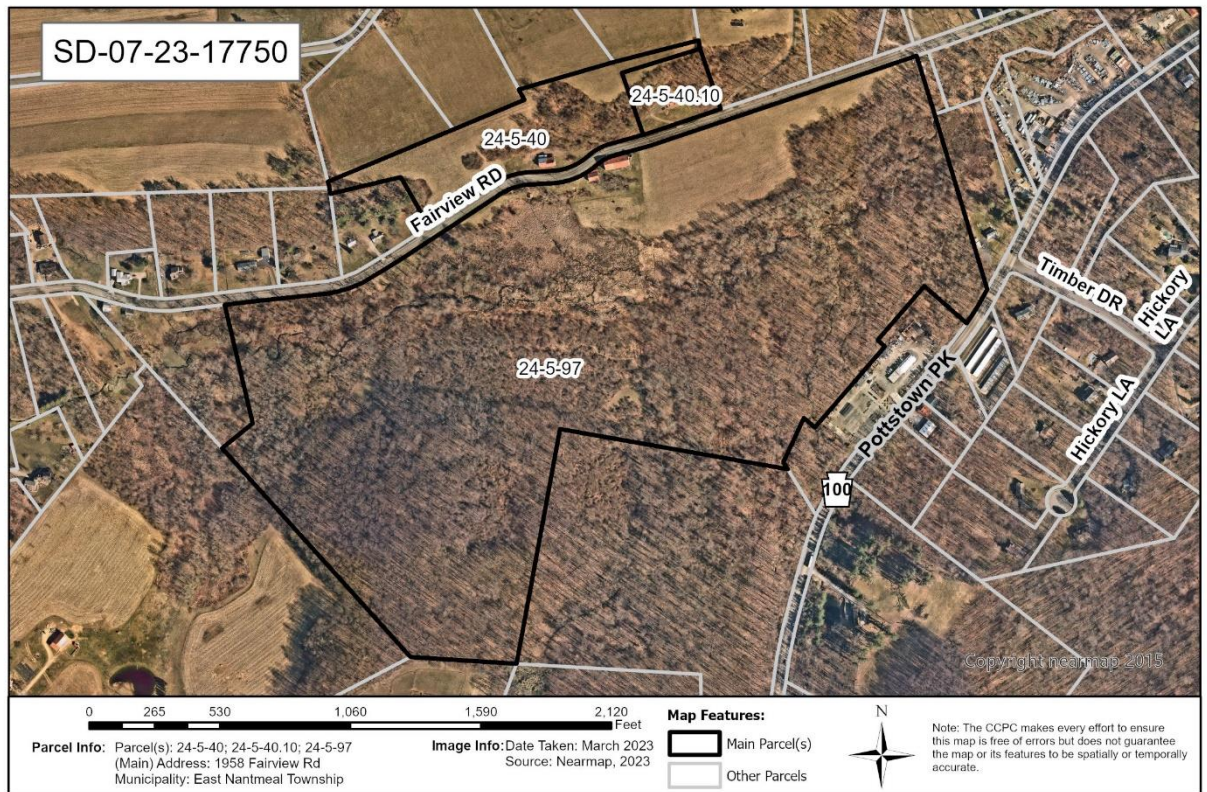 SD-07-23-17750
24-5-40.10
24-5-40
Fairview RD
Timber DR
Hickory LA
24-5-97
Pottstown PK
Hickory LA
100
Copyright nearmap 2015
0 265 530 1,060 1,590 2,120
Feet
Parcel Info: Parcel(s): 24-5-40; 24-5-40.10; 24-5-97
(Main) Address: 1958 Fairview Rd
Municipality: East Nantmeal Township
Image Info: Date Taken: March 2023
Source: Nearmap, 2023
Map Features:
Main Parcel(s)
Other Parcels
N
Note: The CCPC makes every effort to ensure
this map is free of errors but does not guarantee
the map or its features to be spatially or temporally
accurate.